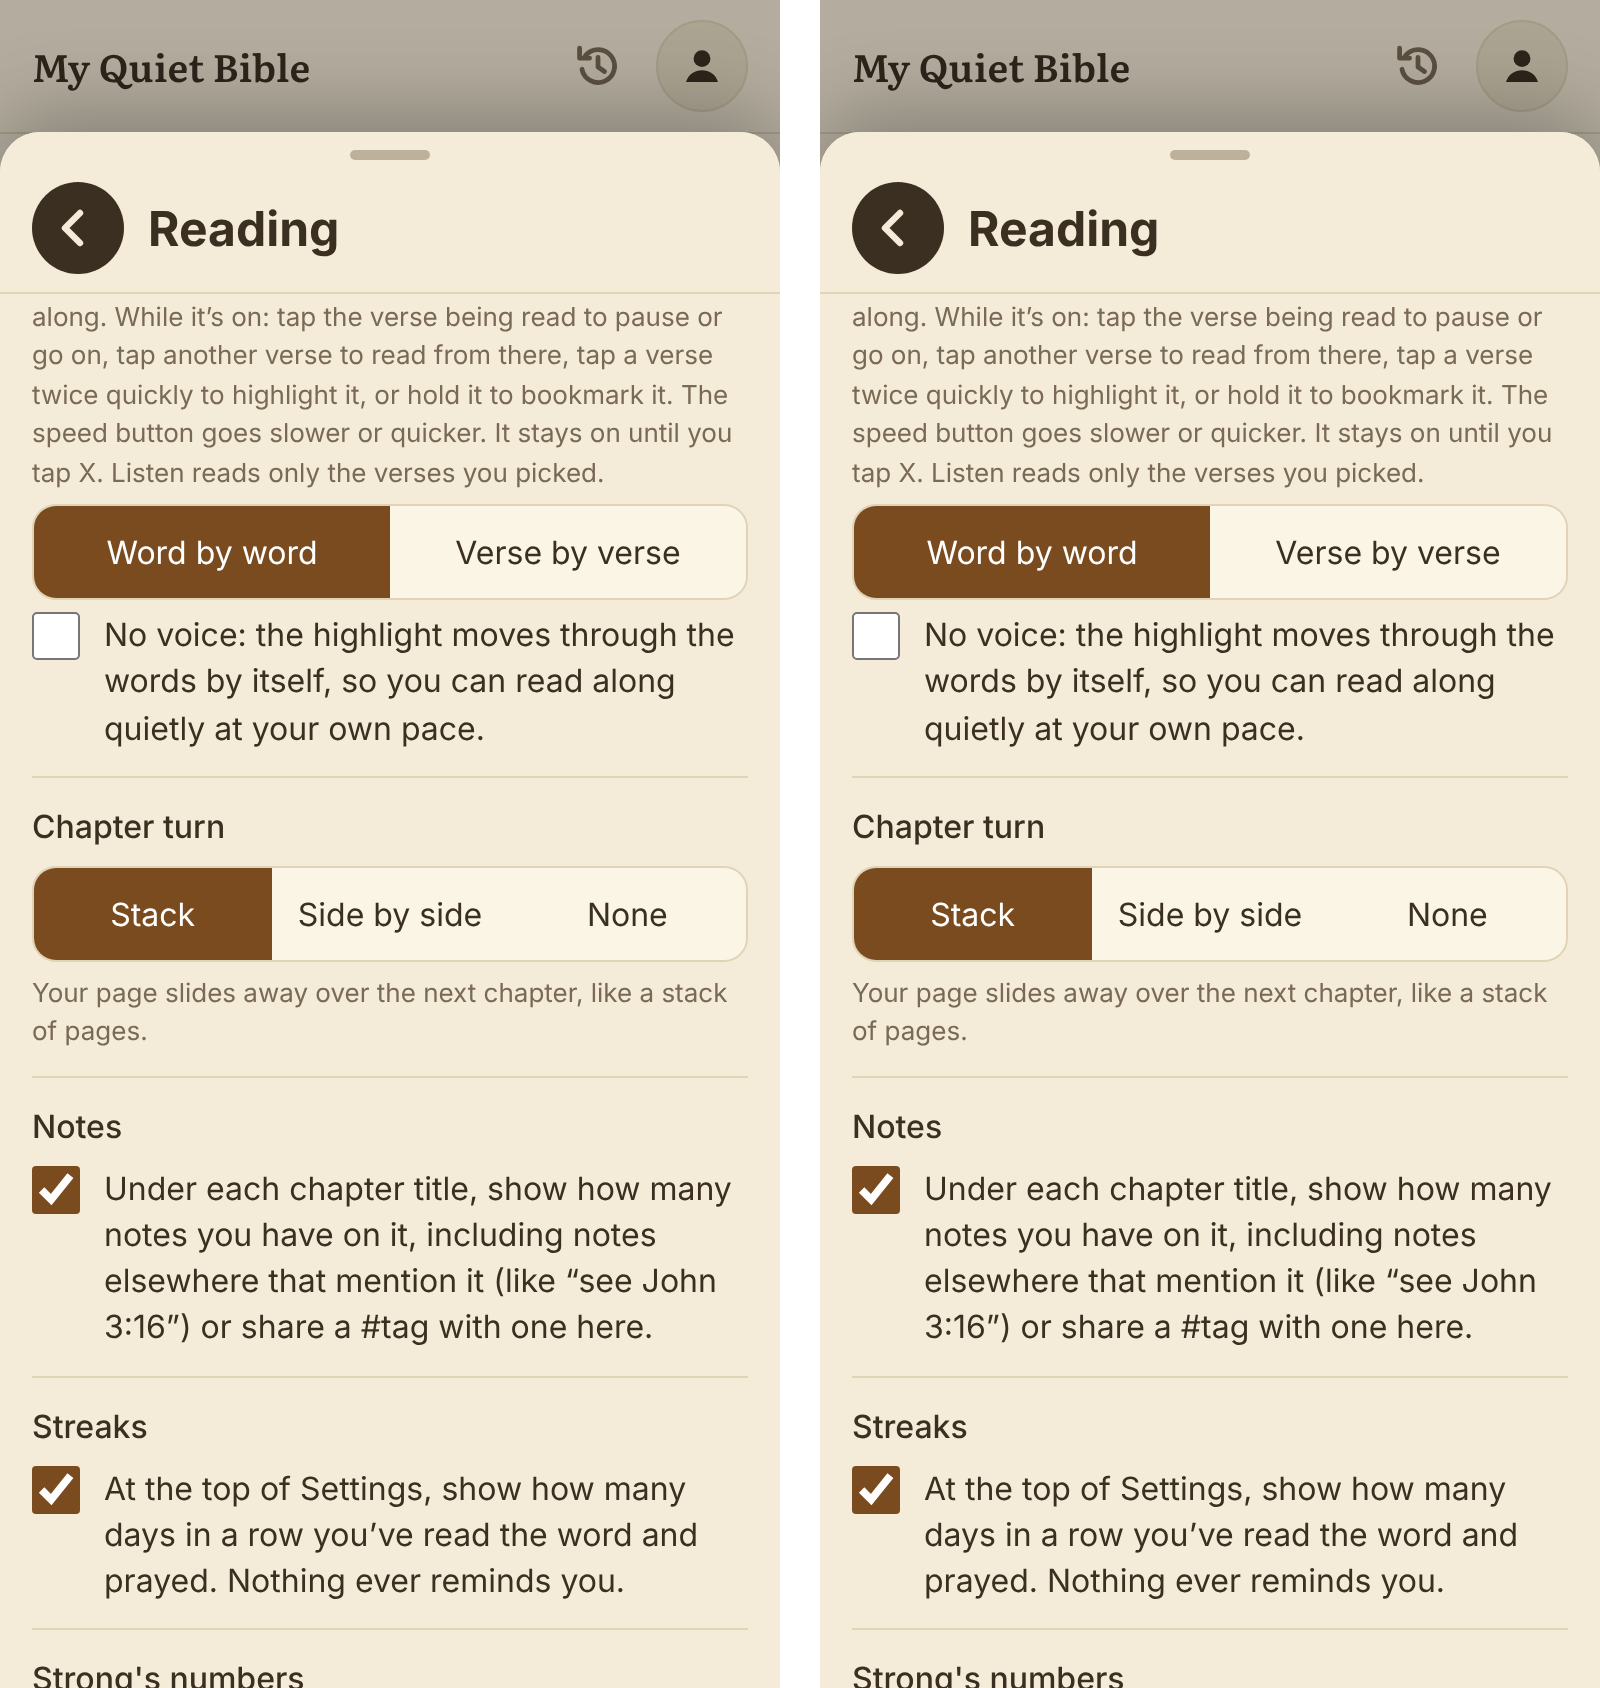 My Quiet Bible
Reading
along. While it’s on: tap the verse being read to pause or
go on, tap another verse to read from there, tap a verse
twice quickly to highlight it, or hold it to bookmark it. The
speed button goes slower or quicker. It stays on until you
tap X. Listen reads only the verses you picked.
Word by word Verse by verse
No voice: the highlight moves through the
words by itself, so you can read along
quietly at your own pace.
Chapter turn
Stack Side by side None
Your page slides away over the next chapter, like a stack
of pages.
Notes
Under each chapter title, show how many
notes you have on it, including notes
elsewhere that mention it (like “see John
3:16”) or share a #tag with one here.
Streaks
At the top of Settings, show how many
days in a row you’ve read the word and
prayed. Nothing ever reminds you.
Strong's numbers
My Quiet Bible
Reading
along. While it’s on: tap the verse being read to pause or
go on, tap another verse to read from there, tap a verse
twice quickly to highlight it, or hold it to bookmark it. The
speed button goes slower or quicker. It stays on until you
tap X. Listen reads only the verses you picked.
Word by word Verse by verse
No voice: the highlight moves through the
words by itself, so you can read along
quietly at your own pace.
Chapter turn
Stack Side by side None
Your page slides away over the next chapter, like a stack
of pages.
Notes
Under each chapter title, show how many
notes you have on it, including notes
elsewhere that mention it (like “see John
3:16”) or share a #tag with one here.
Streaks
At the top of Settings, show how many
days in a row you’ve read the word and
prayed. Nothing ever reminds you.
Strong's numbers